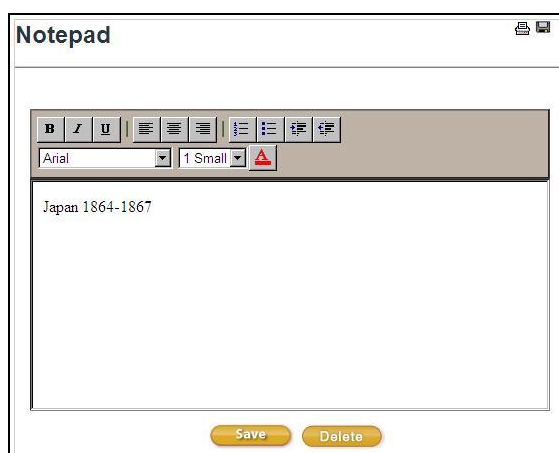 Notepad
B I U
Arial 1 Small A
Japan 1864-1867
Save Delete